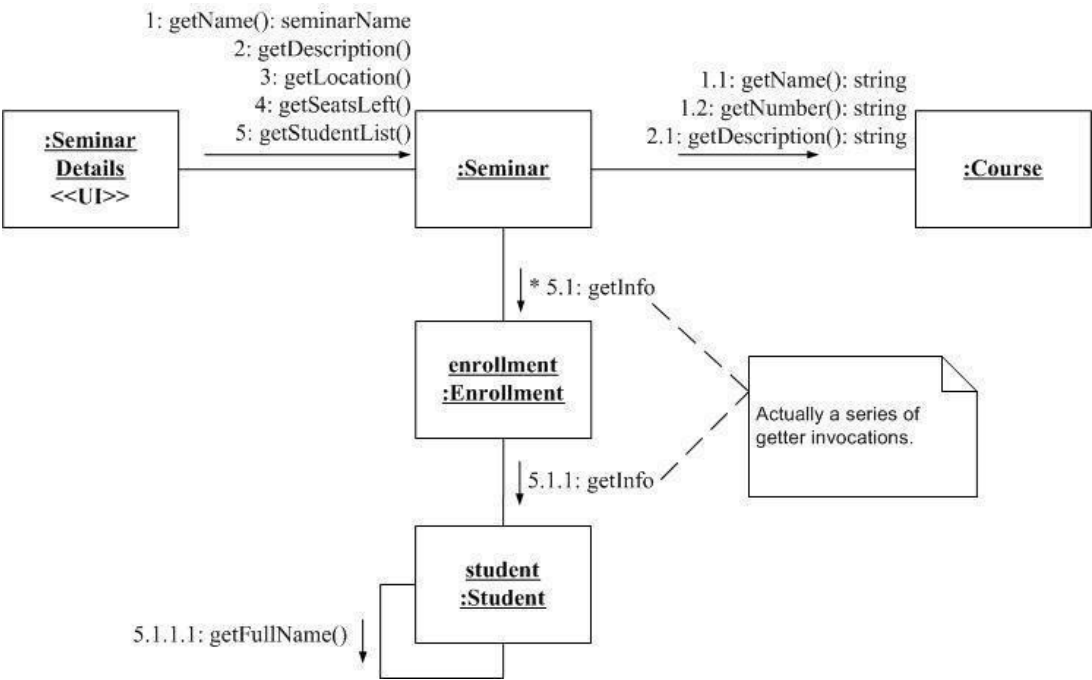 1: getName(): seminarName
2: getDescription()
3: getLocation()
4: getSeatsLeft()
5: getStudentList()
1.1: getName(): string
1.2: getNumber(): string
2.1: getDescription(): string
:Seminar
Details
<<UI>>
:Seminar
:Course
* 5.1: getInfo
enrollment
:Enrollment
Actually a series of
getter invocations.
5.1.1: getInfo
student
:Student
5.1.1.1: getFullName()